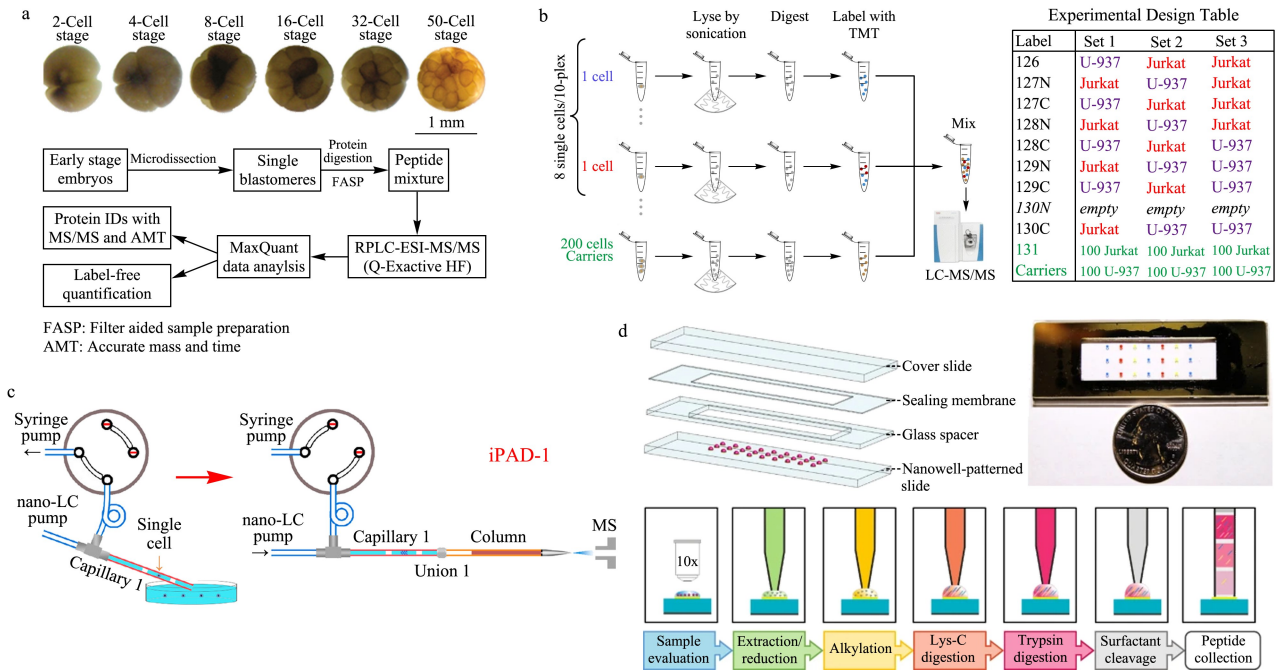 a
2-Cell stage
4-Cell stage
8-Cell stage
16-Cell stage
32-Cell stage
50-Cell stage
1 mm
Early stage embryos
Microdissection
Single blastomeres
Protein digestion
FASP
Peptide mixture
Protein IDs with MS/MS and AMT
MaxQuant data anaylsis
RPLC-ESI-MS/MS (Q-Exactive HF)
Label-free quantification
FASP: Filter aided sample preparation
AMT: Accurate mass and time
b
Lyse by sonication
Digest
Label with TMT
8 single cells/10-plex
1 cell
1 cell
200 cells Carriers
Mix
LC-MS/MS
Experimental Design Table
Label Set 1 Set 2 Set 3
126 U-937 Jurkat Jurkat
127N Jurkat U-937 Jurkat
127C U-937 Jurkat Jurkat
128N Jurkat U-937 Jurkat
128C U-937 Jurkat U-937
129N Jurkat U-937 U-937
129C U-937 Jurkat U-937
130N empty empty empty
130C Jurkat U-937 U-937
131 100 Jurkat 100 Jurkat 100 Jurkat
Carriers 100 U-937 100 U-937 100 U-937
c
Syringe pump
nano-LC pump
Single cell
Capillary 1
Syringe pump
nano-LC pump
iPAD-1
Capillary 1
Union 1
Column
MS
d
Cover slide
Sealing membrane
Glass spacer
Nanowell-patterned slide
10x
Sample evaluation
Extraction/ reduction
Alkylation
Lys-C digestion
Trypsin digestion
Surfactant cleavage
Peptide collection